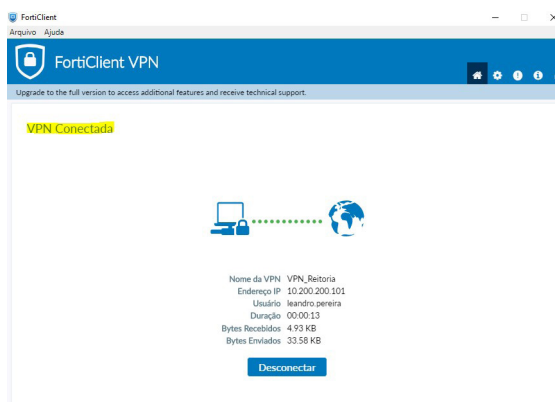 FortiClient
Arquivo Ajuda
FortiClient VPN
Upgrade to the full version to access additional features and receive technical support.
VPN Conectada
Nome da VPN VPN_Reitoria
Endereço IP 10.200.200.101
Usuário leandro.pereira
Duração 00:00:13
Bytes Recebidos 4.93 KB
Bytes Enviados 33.58 KB
Desconectar